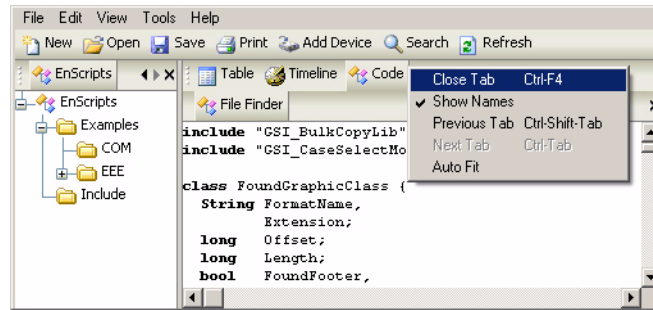 File Edit View Tools Help
New Open Save Print Add Device Search Refresh
EnScripts
Table Timeline Code
Close Tab Ctrl-F4
Show Names
Previous Tab Ctrl-Shift-Tab
Next Tab Ctrl-Tab
Auto Fit
EnScripts
Examples
COM
EEE
Include
File Finder
include "GSI_BulkCopyLib"
include "GSI_CaseSelectMo
class FoundGraphicClass {
String FormatName,
Extension;
long Offset;
long Length;
bool FoundFooter,